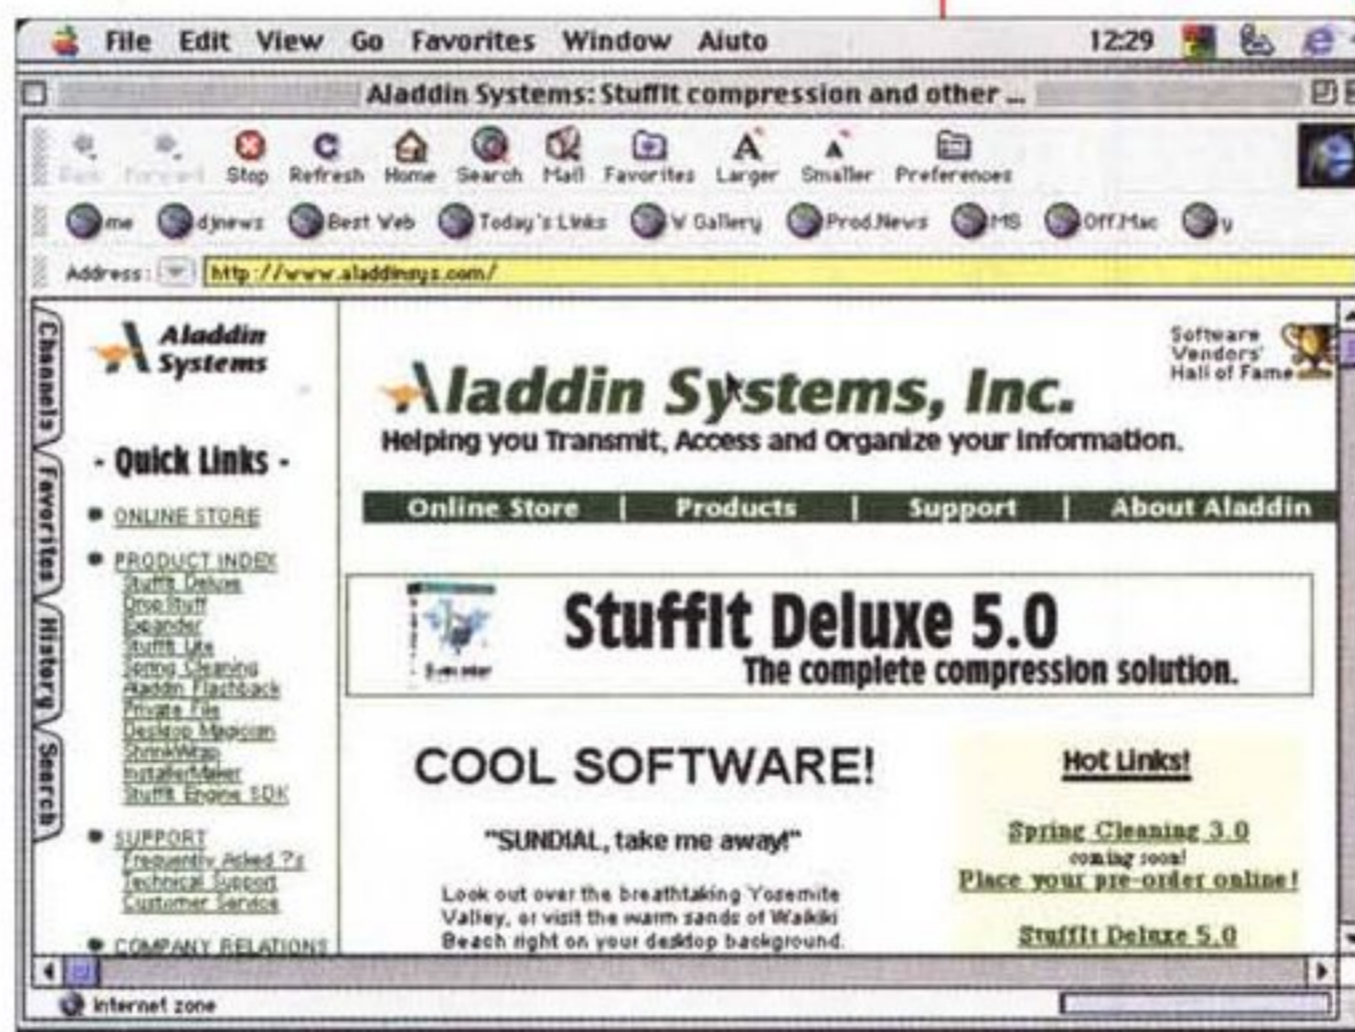 File Edit View Go Favorites Window Aiuto 12:29
Aladdin Systems: StuffIt compression and other ...
Stop Refresh Home Search Mail Favorites Larger Smaller Preferences
me djnews Best Web Today's Links W Gallery Prod.News MS Off.Mac y
Address: http://www.aladdinsys.com/
Channels
Favorites
History
Search
Aladdin
Systems
- Quick Links -
ONLINE STORE
PRODUCT INDEX
StuffIt Deluxe
DropStuff
Expander
StuffIt Lite
Spring Cleaning
Aladdin Flashback
Private File
Desktop Magician
ShrinkWrap
InstallerMaker
StuffIt Engine SDK
SUPPORT
Frequently Asked ?'s
Technical Support
Customer Service
COMPANY RELATIONS
Software
Vendors'
Hall of Fame
Aladdin Systems, Inc.
Helping you Transmit, Access and Organize your Information.
Online Store | Products | Support | About Aladdin
StuffIt Deluxe 5.0
The complete compression solution.
COOL SOFTWARE!
"SUNDIAL, take me away!"
Look out over the breathtaking Yosemite
Valley, or visit the warm sands of Waikiki
Beach right on your desktop background.
Hot Links!
Spring Cleaning 3.0
coming soon!
Place your pre-order online!
StuffIt Deluxe 5.0
Internet zone